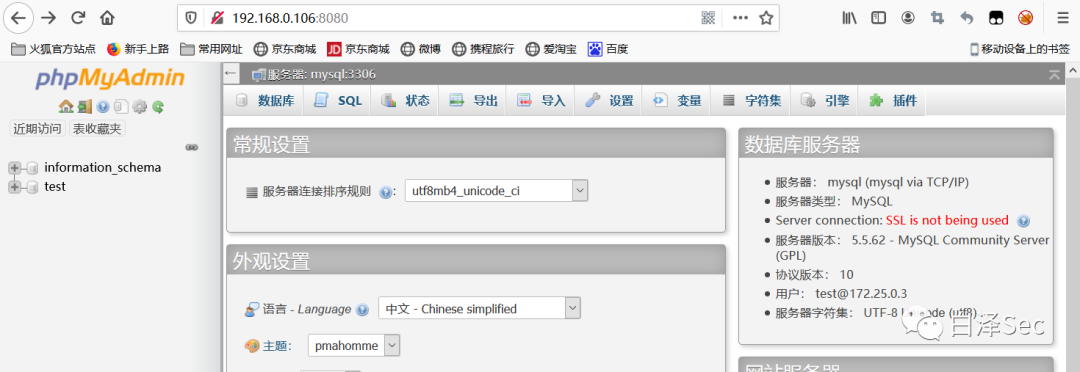 192.168.0.106:8080
火狐官方站点 新手上路 常用网址 京东商城 京东商城 微博 携程旅行 爱淘宝 百度 移动设备上的书签
phpMyAdmin
近期访问 表收藏夹
information_schema
test
服务器: mysql:3306
数据库 SQL 状态 导出 导入 设置 变量 字符集 引擎 插件
常规设置
服务器连接排序规则 : utf8mb4_unicode_ci
外观设置
语言 - Language 中文 - Chinese simplified
主题: pmahomme
数据库服务器
服务器: mysql (mysql via TCP/IP)
服务器类型: MySQL
Server connection: SSL is not being used
服务器版本: 5.5.62 - MySQL Community Server
(GPL)
协议版本: 10
用户: test@172.25.0.3
服务器字符集: UTF-8 (utf8)
白泽Sec
网站服务器